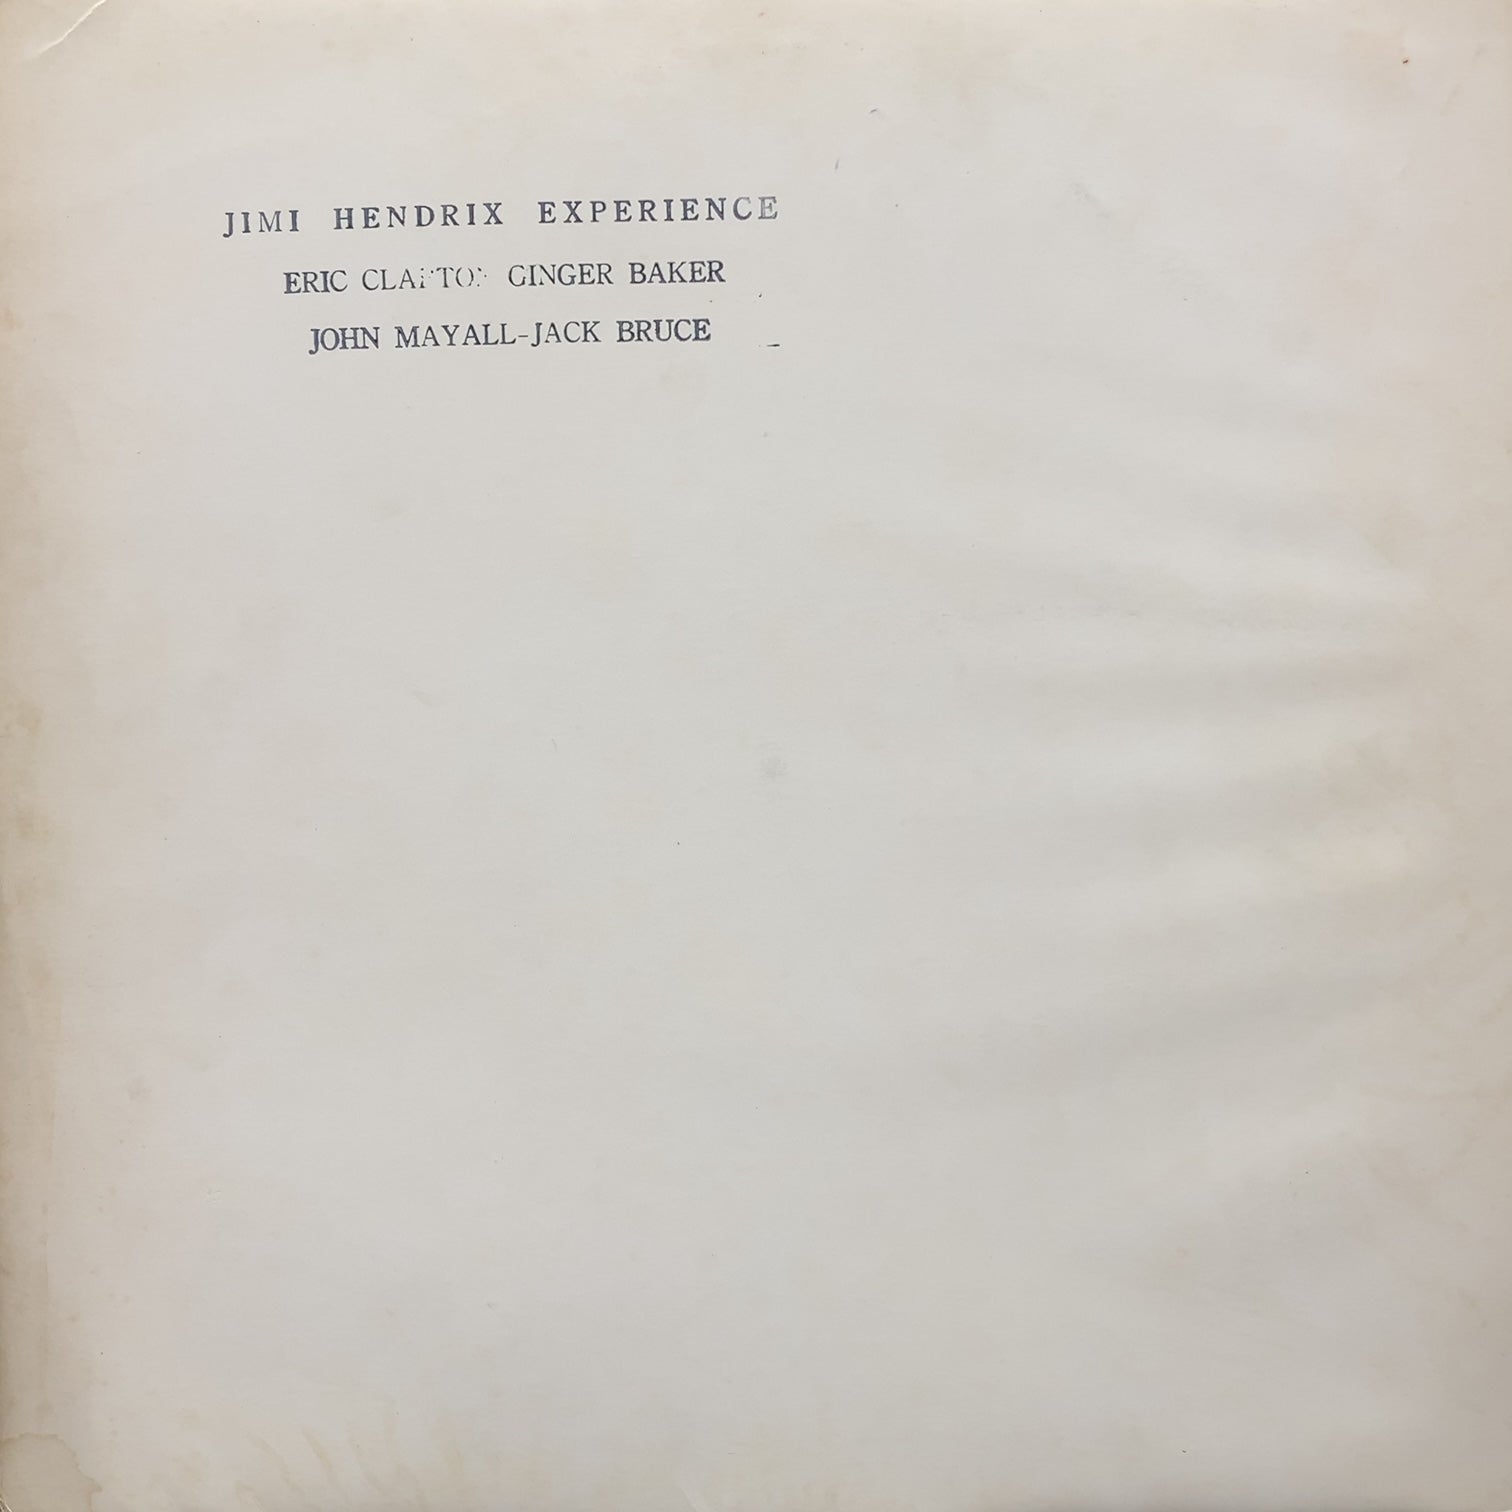 JIMI HENDRIX EXPERIENCE
ERIC CLAPTON GINGER BAKER
JOHN MAYALL-JACK BRUCE